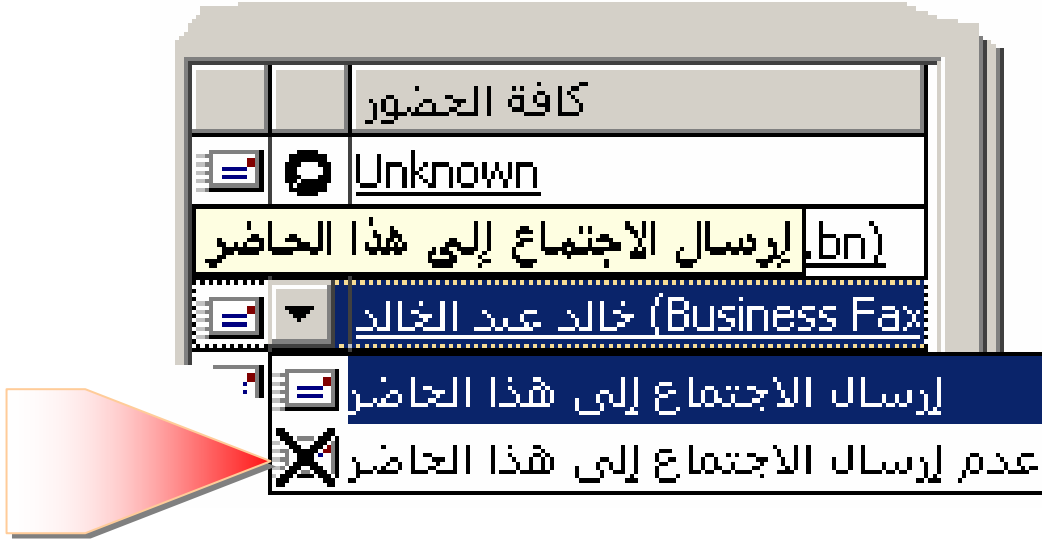 كافة الحضور
Unknown
إرسال الاجتماع إلى هذا الحاضر
.bn)
خالد عبد الخالد (Business Fax
إرسال الاجتماع إلى هذا الحاضر
عدم إرسال الاجتماع إلى هذا الحاضر